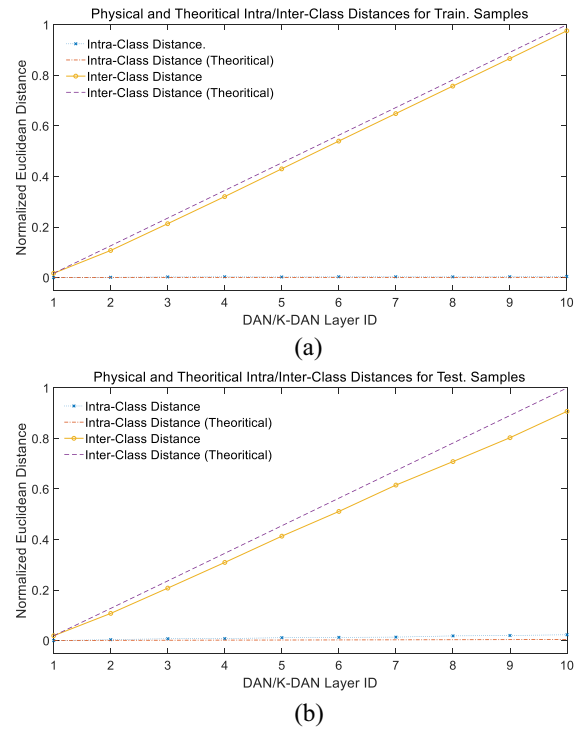 Physical and Theoritical Intra/Inter-Class Distances for Train. Samples
Intra-Class Distance.
Intra-Class Distance (Theoritical)
Inter-Class Distance
Inter-Class Distance (Theoritical)
Normalized Euclidean Distance
1
0.8
0.6
0.4
0.2
0
1 2 3 4 5 6 7 8 9 10
DAN/K-DAN Layer ID
(a)
Physical and Theoritical Intra/Inter-Class Distances for Test. Samples
Intra-Class Distance
Intra-Class Distance (Theoritical)
Inter-Class Distance
Inter-Class Distance (Theoritical)
Normalized Euclidean Distance
1
0.8
0.6
0.4
0.2
0
1 2 3 4 5 6 7 8 9 10
DAN/K-DAN Layer ID
(b)